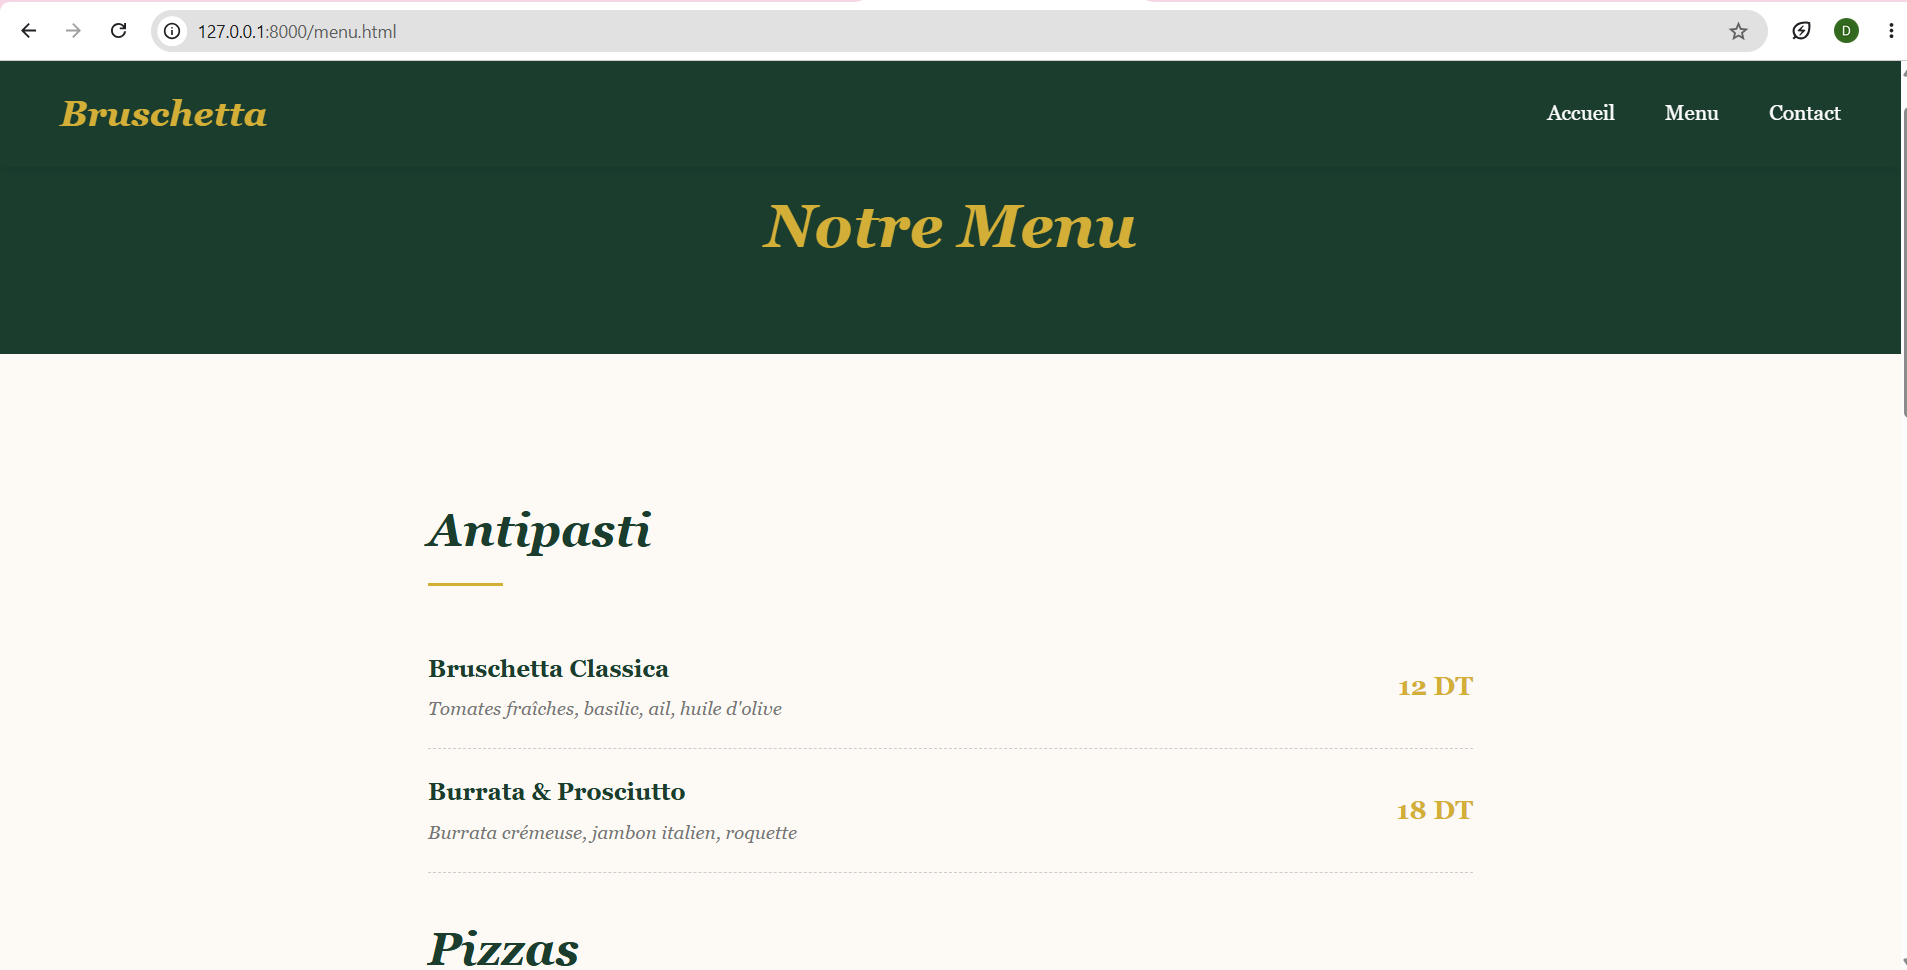 127.0.0.1:8000/menu.html
D
Bruschetta
Accueil Menu Contact
Notre Menu
Antipasti
Bruschetta Classica
12 DT
Tomates fraîches, basilic, ail, huile d'olive
Burrata & Prosciutto
18 DT
Burrata crémeuse, jambon italien, roquette
Pizzas